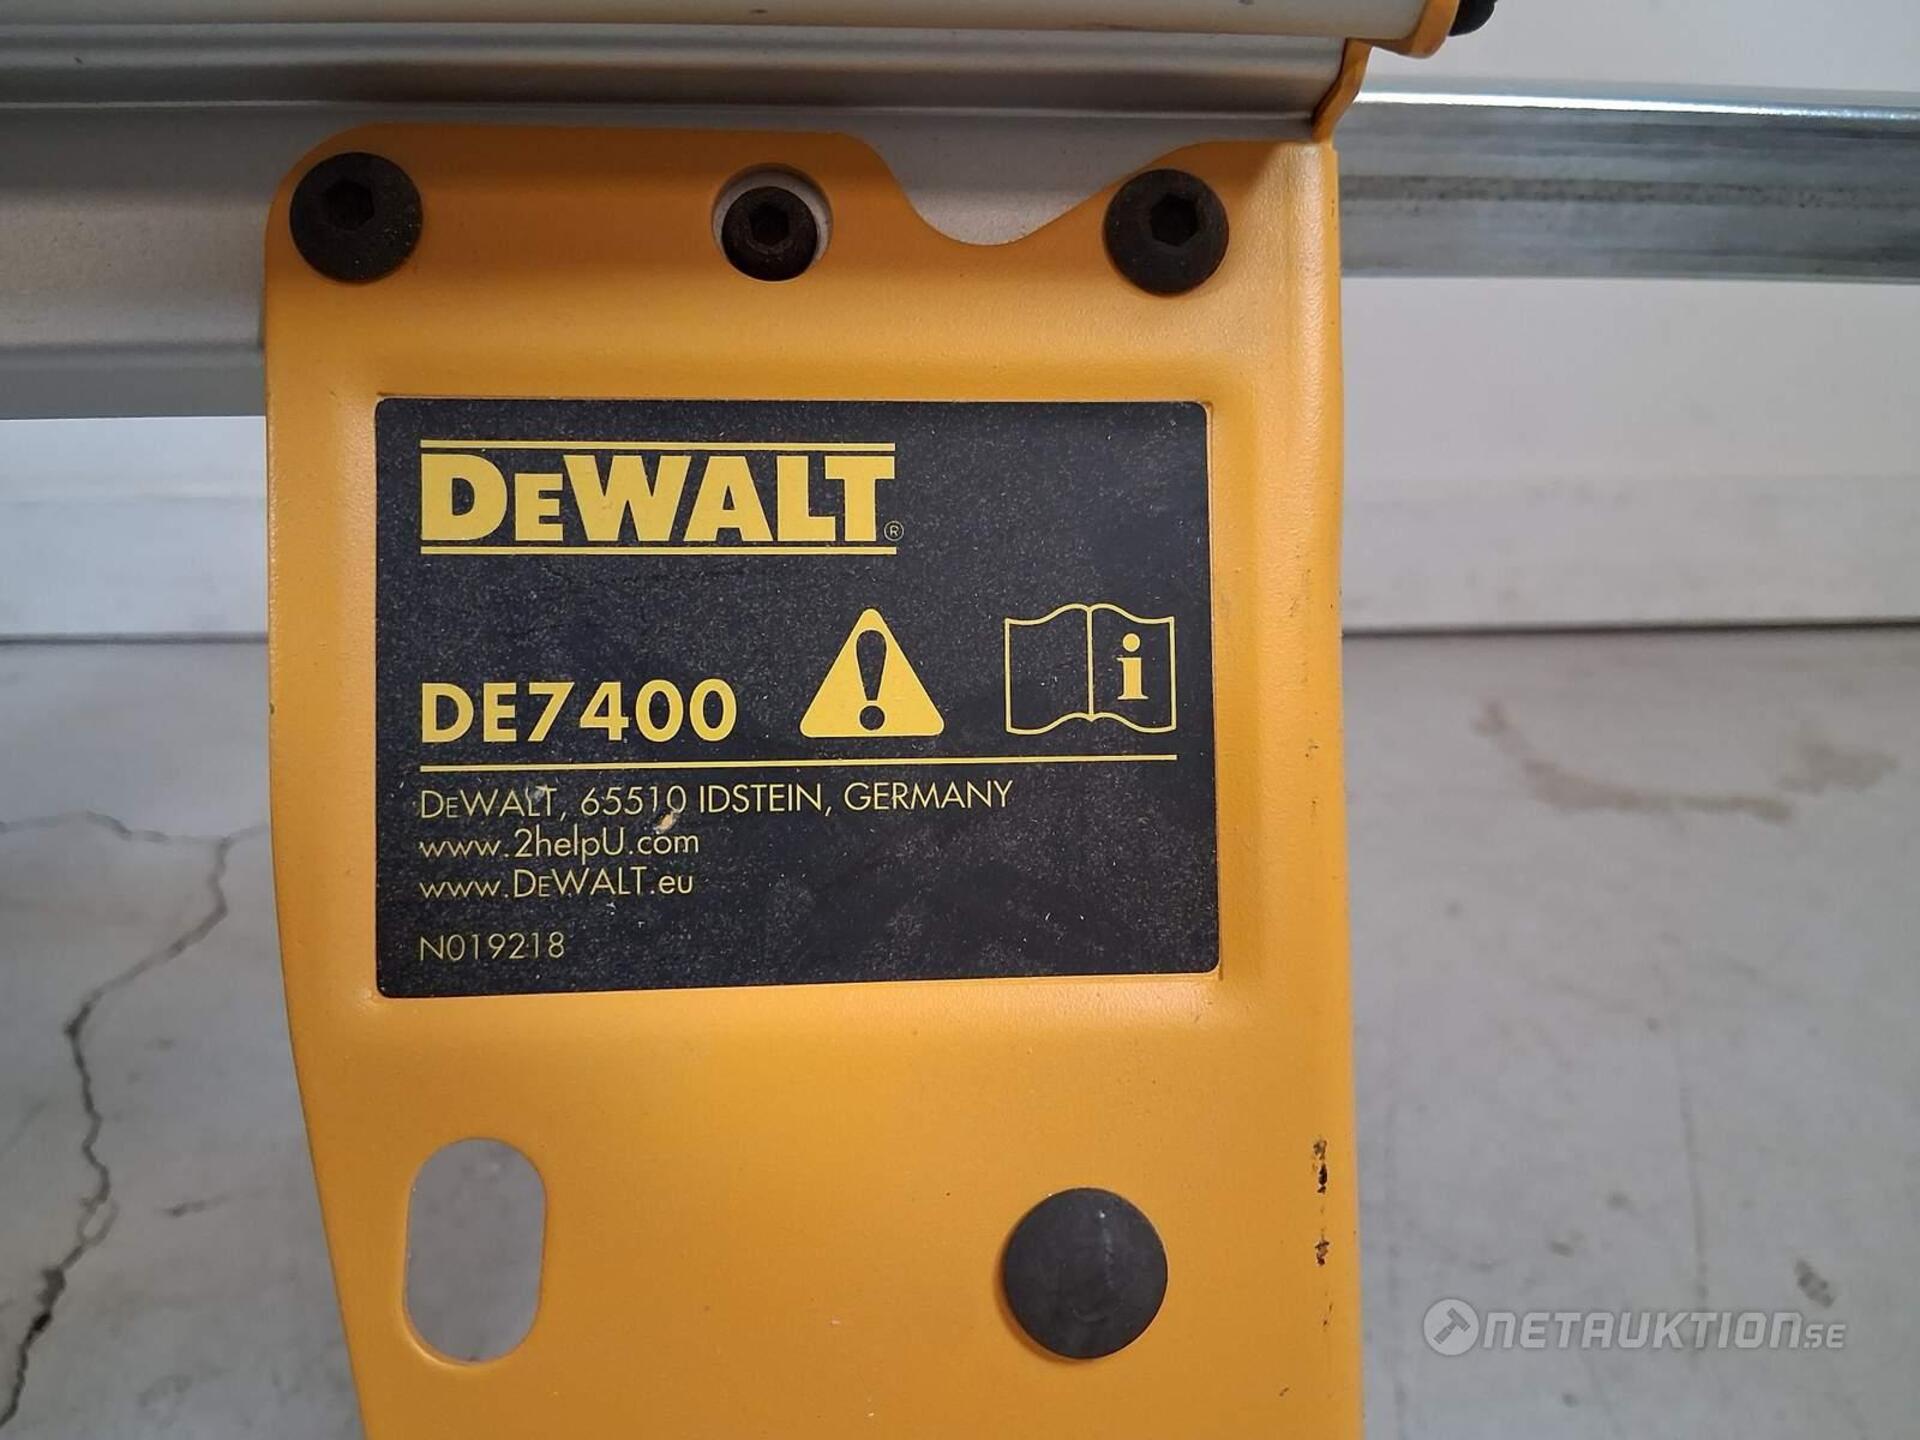 DEWALT®
DE7400
DEWALT, 65510 IDSTEIN, GERMANY
www.2helpU.com
www.DEWALT.eu
N019218
NETAUKTION.SE